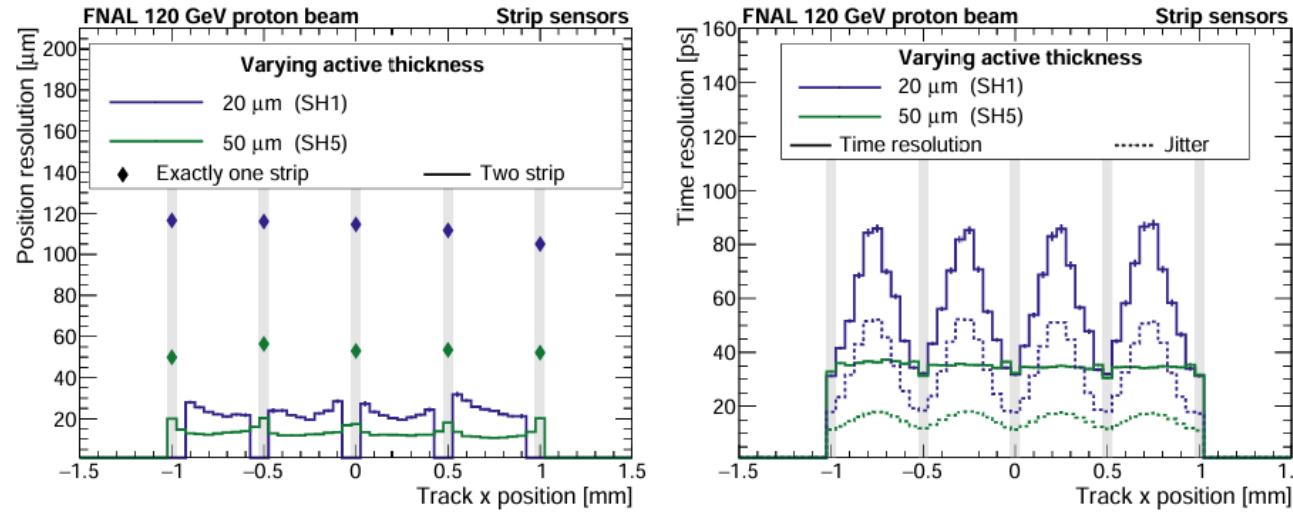 FNAL 120 GeV proton beam Strip sensors
Position resolution [μm]
200
180
160
140
120
100
80
60
40
20
Varying active thickness
20 μm (SH1)
50 μm (SH5)
Exactly one strip Two strip
−1.5 −1 −0.5 0 0.5 1 1.5
Track x position [mm]
FNAL 120 GeV proton beam Strip sensors
Time resolution [ps]
160
140
120
100
80
60
40
20
Varying active thickness
20 μm (SH1)
50 μm (SH5)
Time resolution Jitter
−1.5 −1 −0.5 0 0.5 1 1.
Track x position [mm]